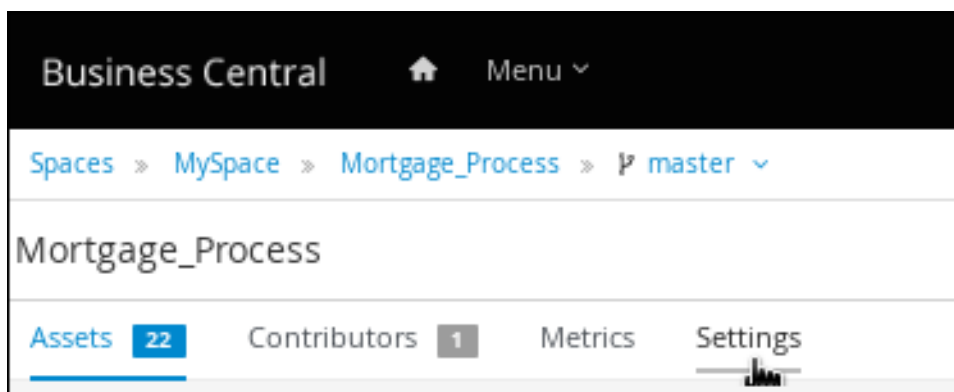 Business Central Menu
Spaces » MySpace » Mortgage_Process » master
Mortgage_Process
Assets 22 Contributors 1 Metrics Settings